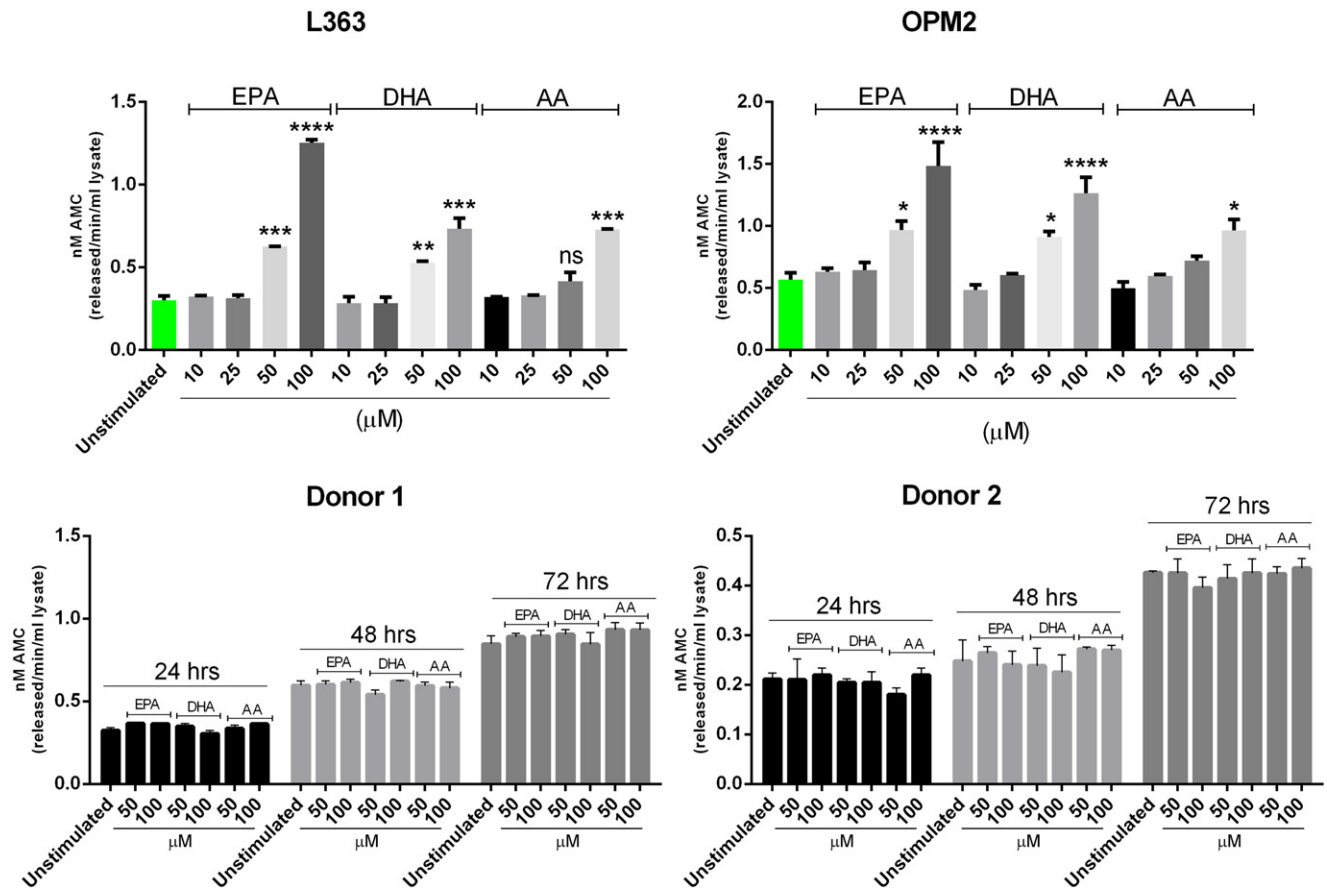 L363
EPA DHA AA
nM AMC
(released/min/ml lysate)
1.5
1.0
0.5
0.0
*** **** ** *** ns ***
Unstimulated 10 25 50 100 10 25 50 100 10 25 50 100
(μM)
OPM2
EPA DHA AA
nM AMC
(released/min/ml lysate)
2.0
1.5
1.0
0.5
0.0
* **** * **** *
Unstimulated 10 25 50 100 10 25 50 100 10 25 50 100
(μM)
Donor 1
nM AMC
(released/min/ml lysate)
1.5
1.0
0.5
0.0
24 hrs
EPA DHA AA
48 hrs
EPA DHA AA
72 hrs
EPA DHA AA
Unstimulated 50 100 50 100 50 100 Unstimulated 50 100 50 100 50 100 Unstimulated 50 100 50 100 50 100
μM μM μM
Donor 2
nM AMC
(released/min/ml lysate)
0.5
0.4
0.3
0.2
0.1
0.0
24 hrs
EPA DHA AA
48 hrs
EPA DHA AA
72 hrs
EPA DHA AA
Unstimulated 50 100 50 100 50 100 Unstimulated 50 100 50 100 50 100 Unstimulated 50 100 50 100 50 100
μM μM μM